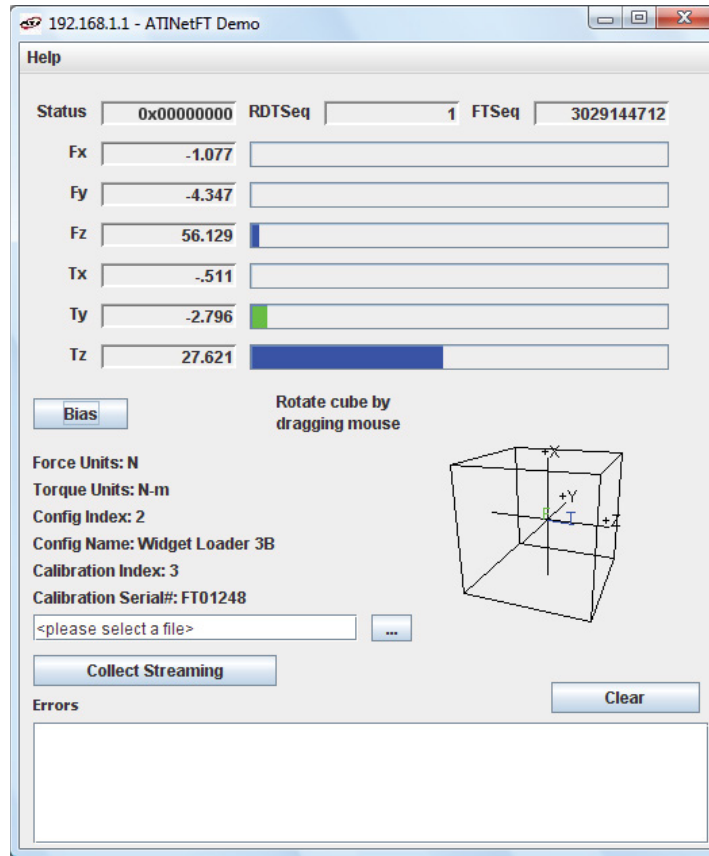 192.168.1.1 - ATINetFT Demo
Help
Status 0x00000000 RDTSeq 1 FTSeq 3029144712
Fx -1.077
Fy -4.347
Fz 56.129
Tx -.511
Ty -2.796
Tz 27.621
Bias
Rotate cube by
dragging mouse
Force Units: N
Torque Units: N-m
Config Index: 2
Config Name: Widget Loader 3B
Calibration Index: 3
Calibration Serial#: FT01248
<please select a file> ...
+X
+Y
+Z
Collect Streaming
Clear
Errors